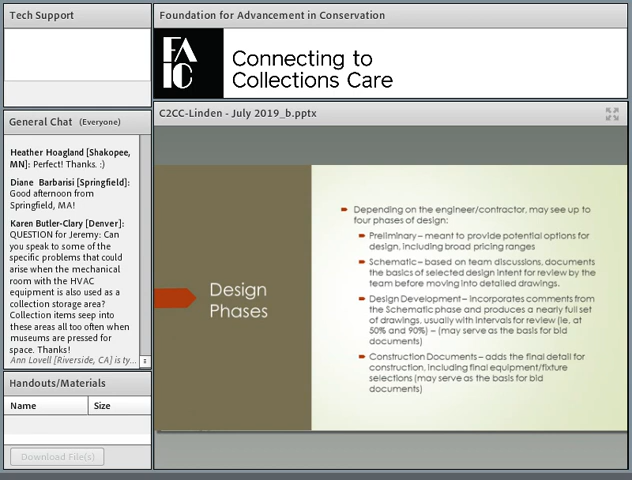 Tech Support
Foundation for Advancement in Conservation
FAIC
Connecting to
Collections Care
General Chat (Everyone)
Heather Hoagland [Shakopee,
MN]: Perfect! Thanks. :)
Diane Barbarisi [Springfield]:
Good afternoon from
Springfield, MA!
Karen Butler-Clary [Denver]:
QUESTION for Jeremy: Can
you speak to some of the
specific problems that could
arise when the mechanical
room with the HVAC
equipment is also used as a
collection storage area?
Collection items seep into
these areas all too often when
museums are pressed for
space. Thanks!
Ann Lovell [Riverside, CA] is ty...
Handouts/Materials
Name Size
Download File(s)
C2CC-Linden - July 2019_b.pptx
Design
Phases
Depending on the engineer/contractor, may see up to
four phases of design:
Preliminary – meant to provide potential options for
design, including broad pricing ranges
Schematic – based on team discussions, documents
the basics of selected design intent for review by the
team before moving into detailed drawings.
Design Development – incorporates comments from
the Schematic phase and produces a nearly full set
of drawings, usually with intervals for review (ie, at
50% and 90%) – (may serve as the basis for bid
documents)
Construction Documents – adds the final detail for
construction, including final equipment/fixture
selections (may serve as the basis for bid
documents)